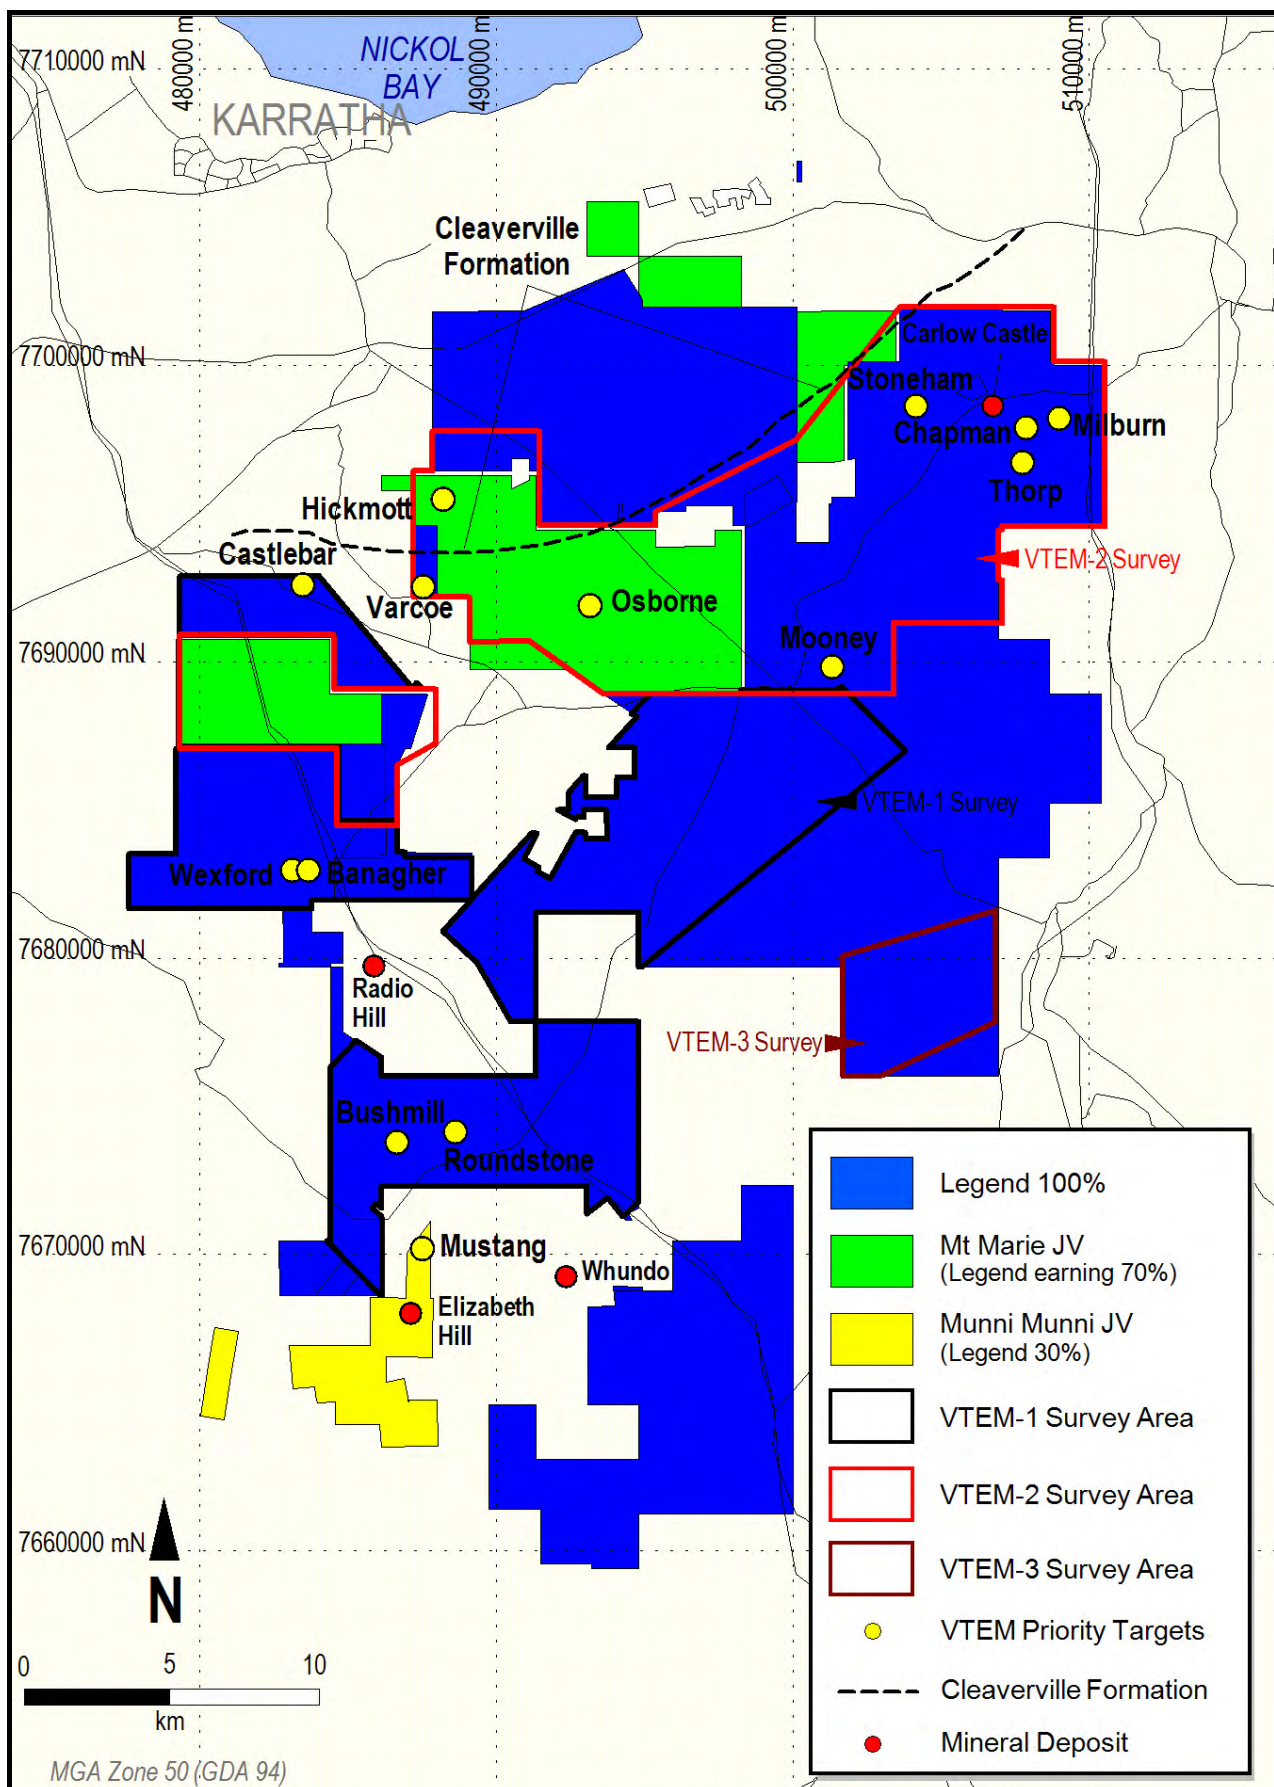 7710000 mN
480000 m
490000 m
500000 m
510000 m
NICKOL
BAY
KARRATHA
Cleaverville
Formation
7700000 mN
Carlow Castle
Stoneham
Chapman
Milburn
Thorp
Hickmott
Castlebar
VTEM-2 Survey
Varcoe
Osborne
Mooney
7690000 mN
VTEM-1 Survey
Wexford
Banagher
7680000 mN
Radio
Hill
VTEM-3 Survey
Bushmill
Roundstone
7670000 mN
Mustang
Whundo
Elizabeth
Hill
7660000 mN
N
0 5 10
km
MGA Zone 50 (GDA 94)
Legend 100%
Mt Marie JV
(Legend earning 70%)
Munni Munni JV
(Legend 30%)
VTEM-1 Survey Area
VTEM-2 Survey Area
VTEM-3 Survey Area
VTEM Priority Targets
Cleaverville Formation
Mineral Deposit